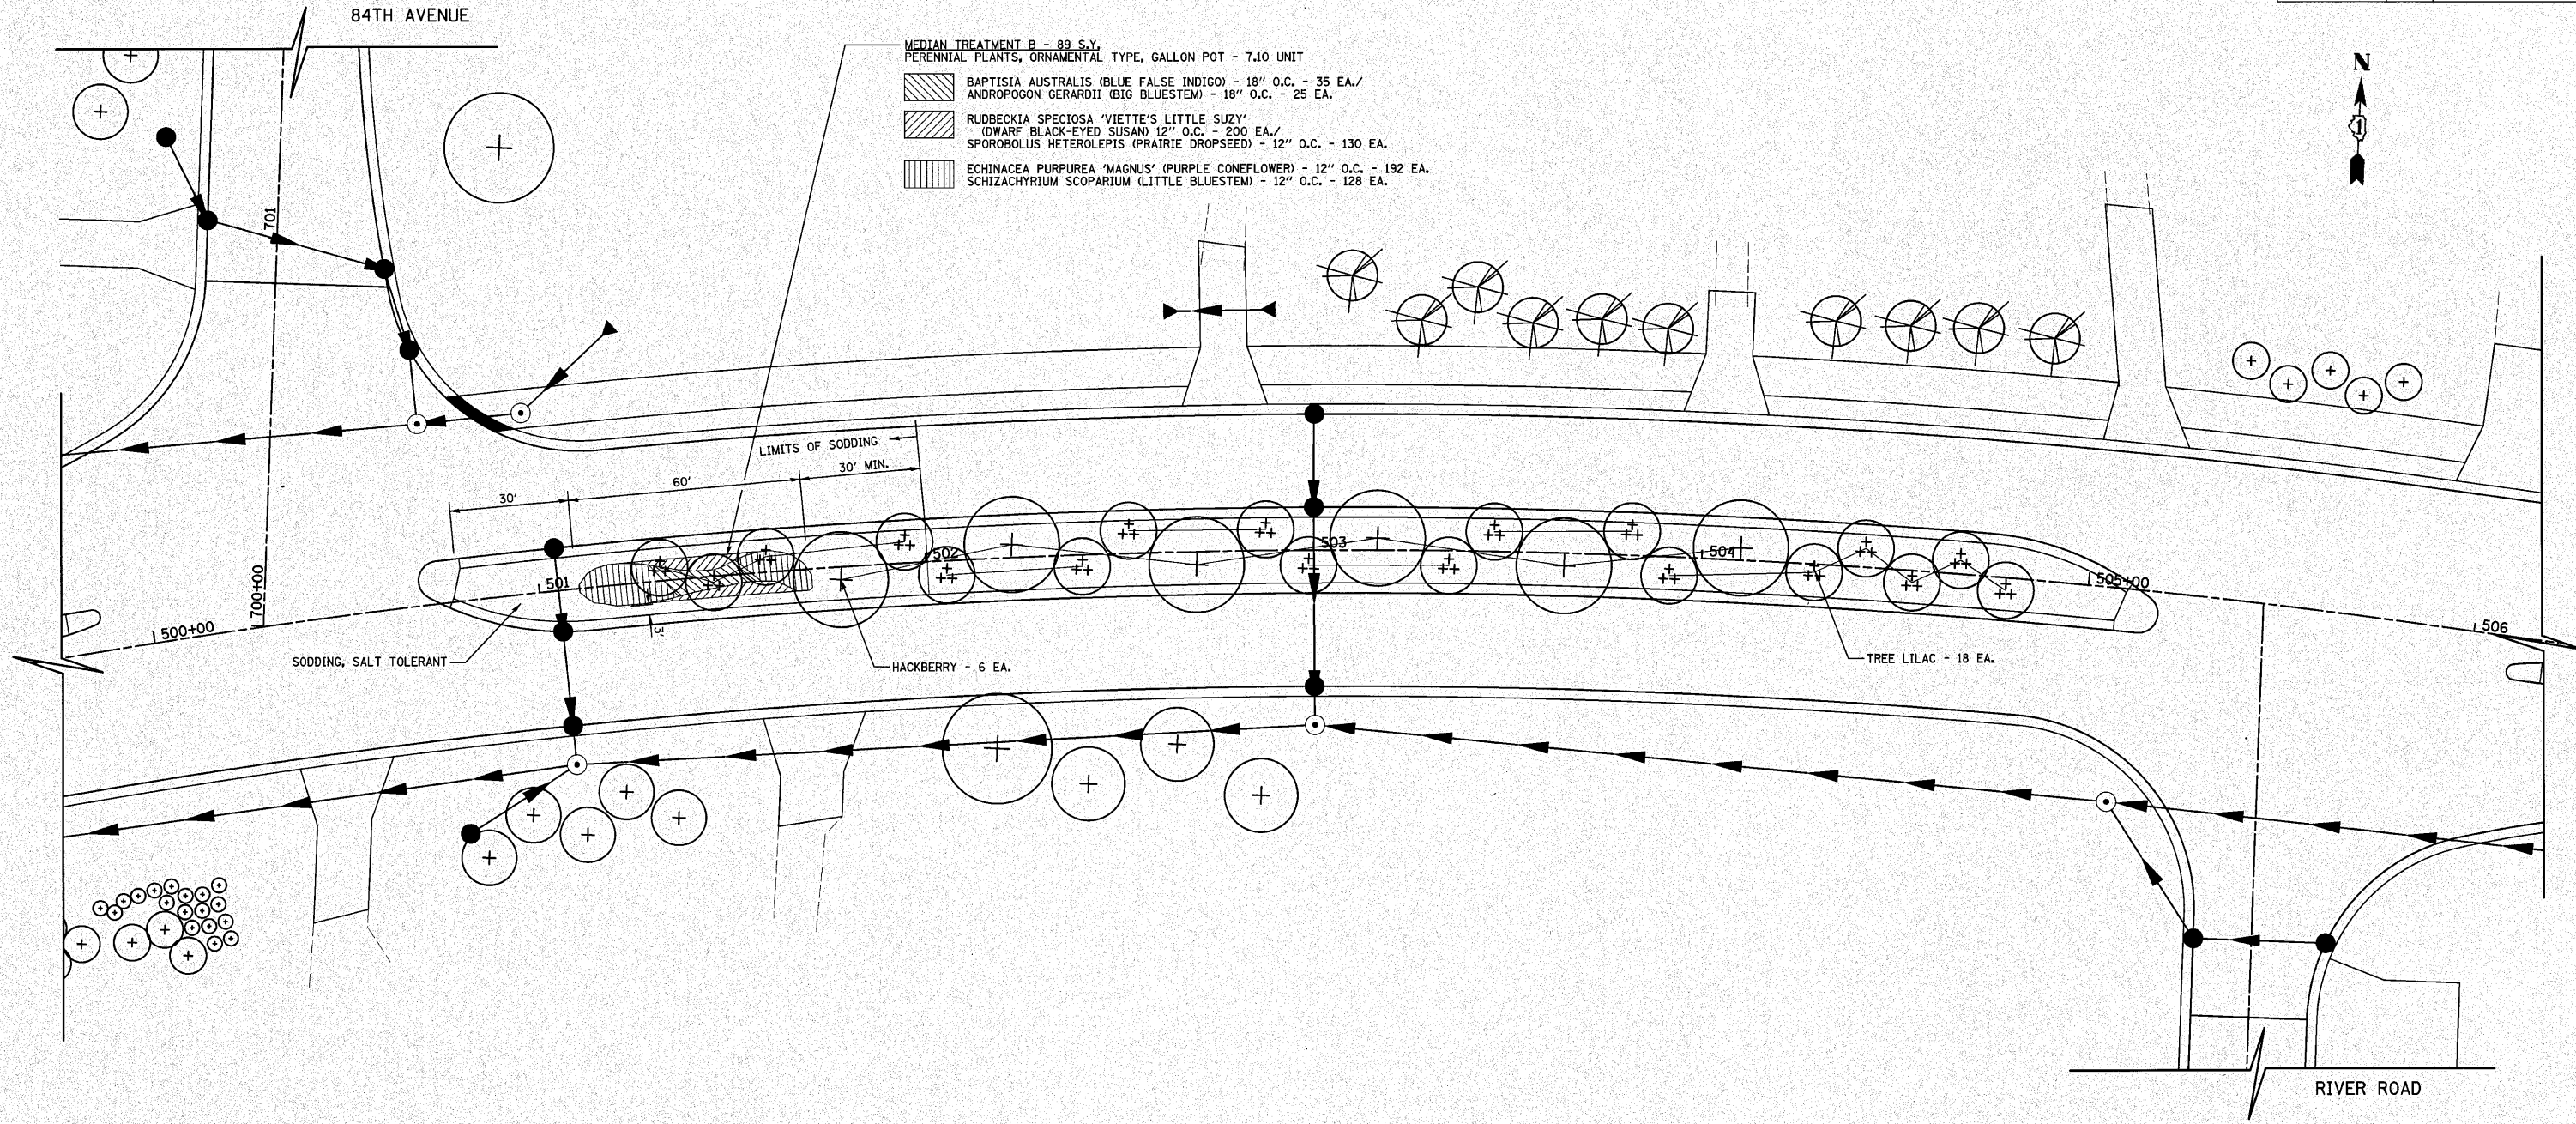 84TH AVENUE
MEDIAN TREATMENT B - 89 S.Y.
PERENNIAL PLANTS, ORNAMENTAL TYPE, GALLON POT - 7.10 UNIT
BAPTISIA AUSTRALIS (BLUE FALSE INDIGO) - 18" O.C. - 35 EA./
ANDROPOGON GERARDII (BIG BLUESTEM) - 18" O.C. - 25 EA.
RUDBECKIA SPECIOSA 'VIETTE'S LITTLE SUZY'
(DWARF BLACK-EYED SUSAN) 12" O.C. - 200 EA./
SPOROBOLUS HETEROLEPIS (PRAIRIE DROPSEED) - 12" O.C. - 130 EA.
ECHINACEA PURPUREA 'MAGNUS' (PURPLE CONEFLOWER) - 12" O.C. - 192 EA.
SCHIZACHYRIUM SCOPARIUM (LITTLE BLUESTEM) - 12" O.C. - 128 EA.
N
1
701
LIMITS OF SODDING
30' MIN.
60'
30'
700+00
500+00
501
502
503
504
505+00
506
3'
SODDING, SALT TOLERANT
HACKBERRY - 6 EA.
TREE LILAC - 18 EA.
RIVER ROAD